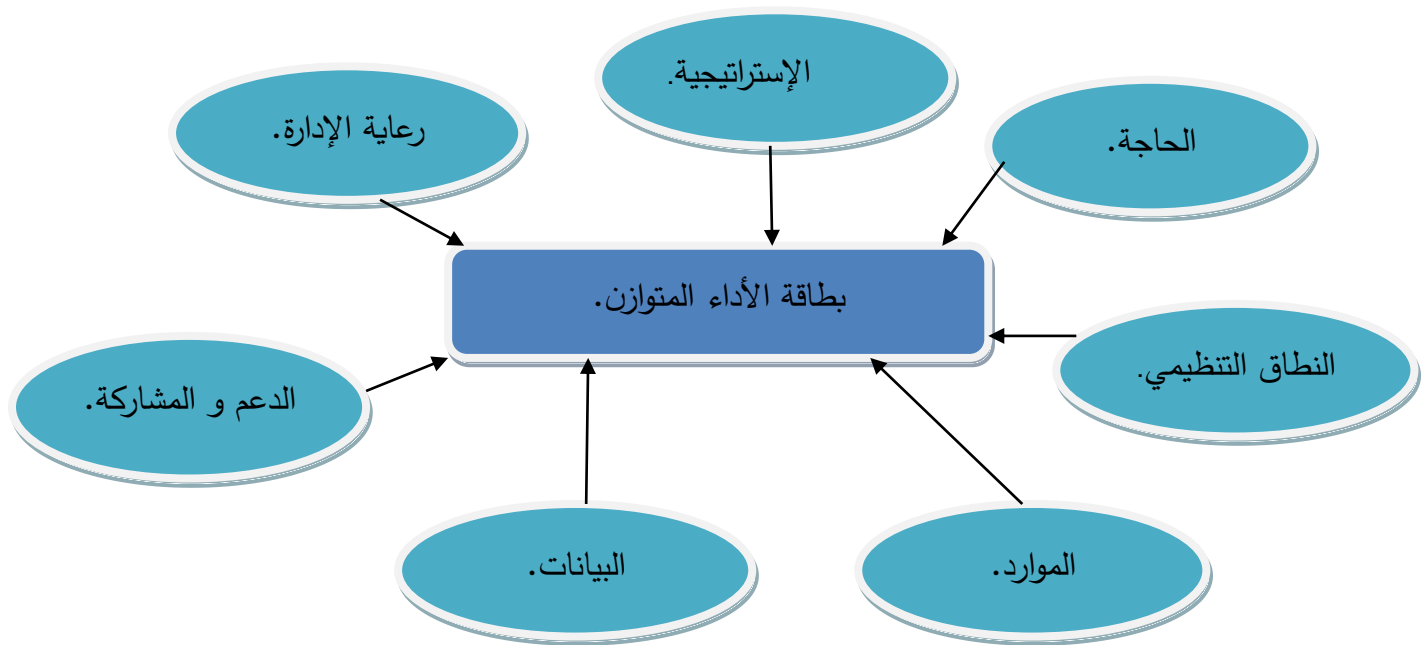 الإستراتيجية.
رعاية الإدارة.
الحاجة.
بطاقة الأداء المتوازن.
النطاق التنظيمي.
الدعم و المشاركة.
البيانات.
الموارد.